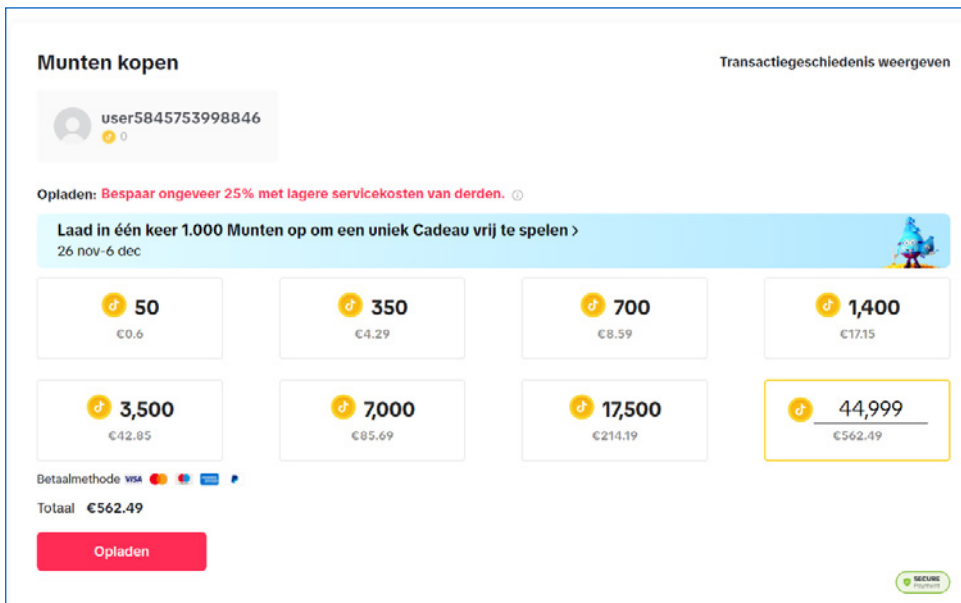 Munten kopen
Transactiegeschiedenis weergeven
user5845753998846
0
Opladen: Bespaar ongeveer 25% met lagere servicekosten van derden.
Laad in één keer 1.000 Munten op om een uniek Cadeau vrij te spelen >
26 nov-6 dec
50
€0.6
350
€4.29
700
€8.59
1,400
€17.15
3,500
€42.85
7,000
€85.69
17,500
€214.19
44,999
€562.49
Betaalmethode VISA
Totaal €562.49
Opladen
SECURE
Payment